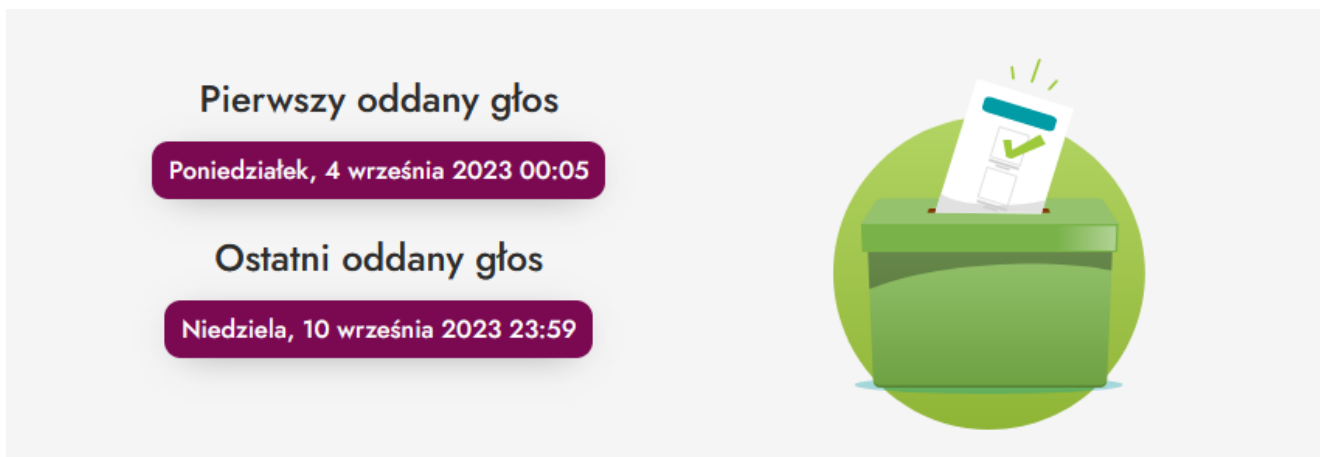 Pierwszy oddany głos
Poniedziałek, 4 września 2023 00:05
Ostatni oddany głos
Niedziela, 10 września 2023 23:59